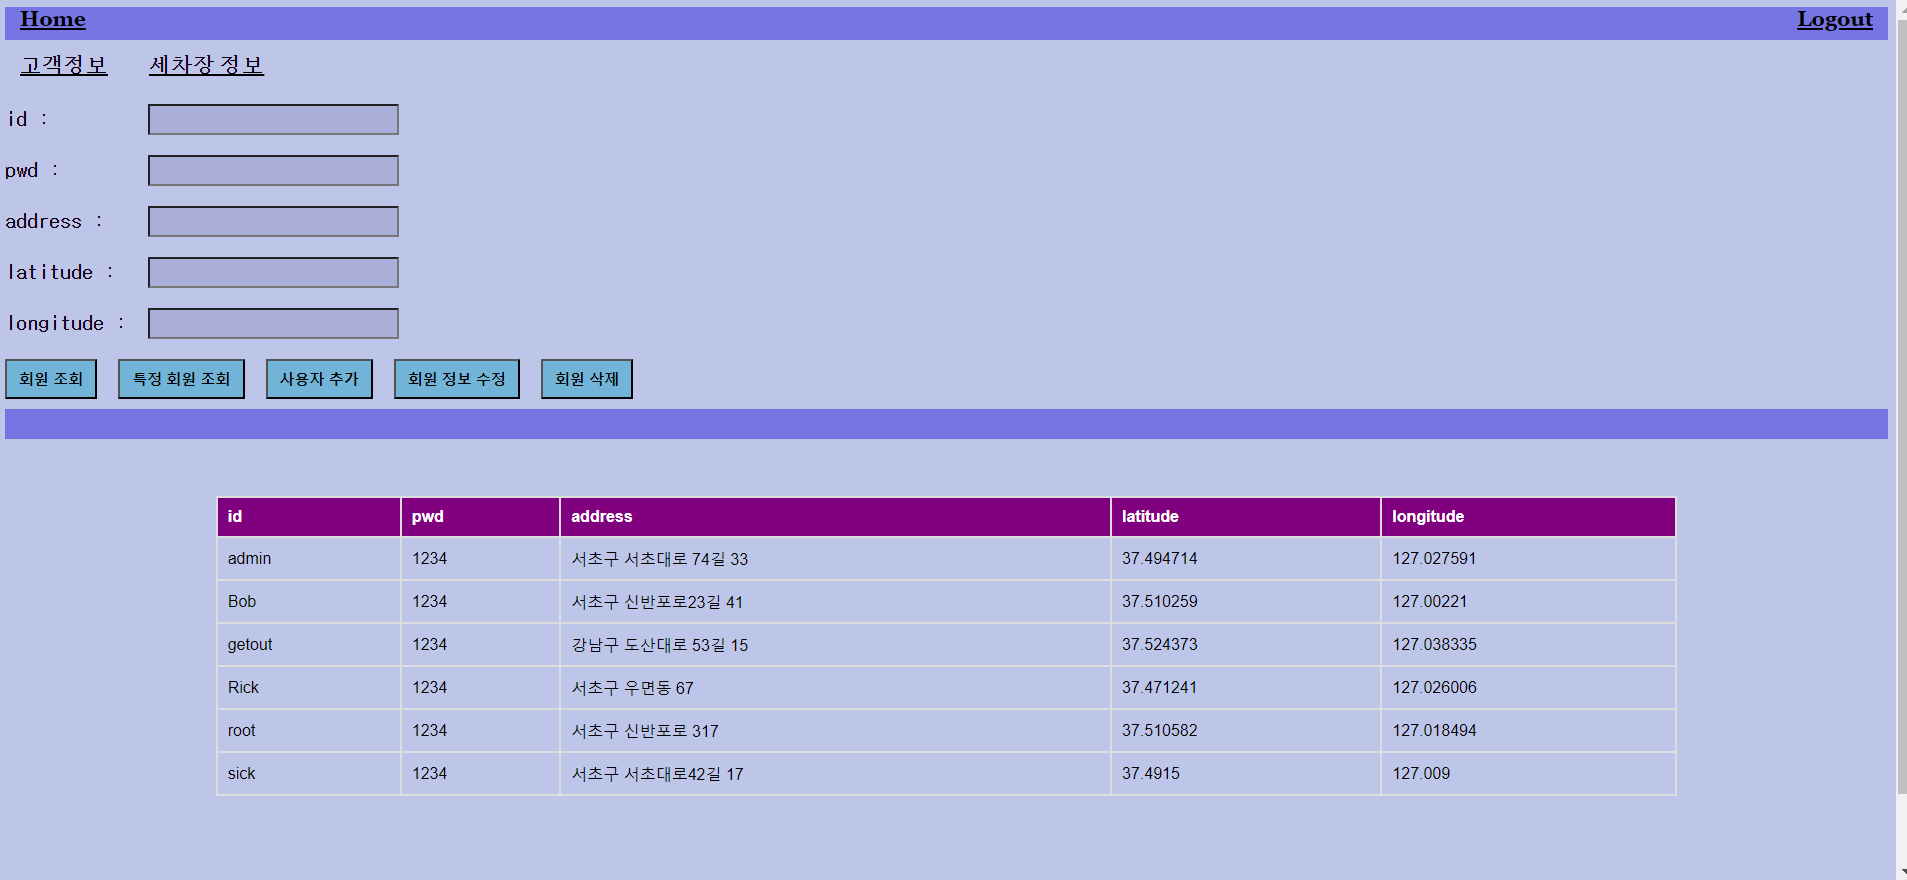 Home Logout
고객정보 세차장 정보
id :
pwd :
address :
latitude :
longitude :
회원 조회 특정 회원 조회 사용자 추가 회원 정보 수정 회원 삭제
id pwd address latitude longitude
admin 1234 서초구 서초대로 74길 33 37.494714 127.027591
Bob 1234 서초구 신반포로23길 41 37.510259 127.00221
getout 1234 강남구 도산대로 53길 15 37.524373 127.038335
Rick 1234 서초구 우면동 67 37.471241 127.026006
root 1234 서초구 신반포로 317 37.510582 127.018494
sick 1234 서초구 서초대로42길 17 37.4915 127.009